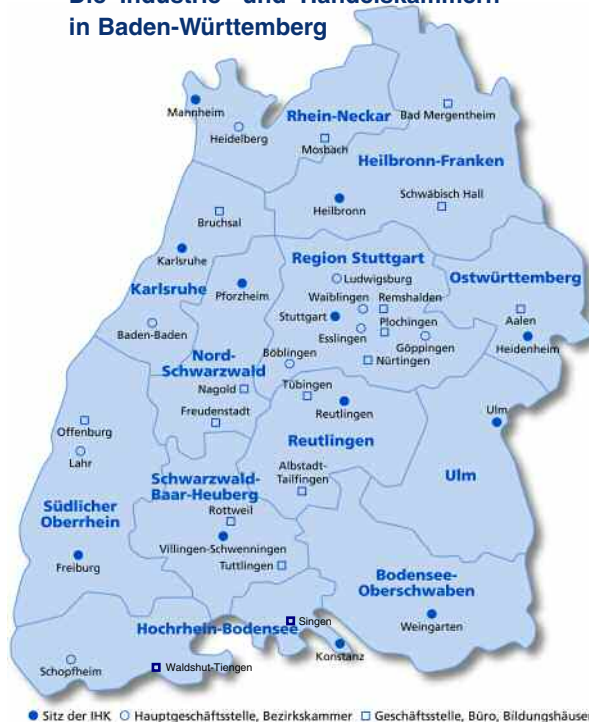 Die Industrie- und Handelskammern
in Baden-Württemberg
Mannheim
Heidelberg
Rhein-Neckar
Mosbach
Bad Mergentheim
Heilbronn-Franken
Schwäbisch Hall
Heilbronn
Bruchsal
Karlsruhe
Karlsruhe
Pforzheim
Baden-Baden
Region Stuttgart
Ludwigsburg
Waiblingen
Remshalden
Stuttgart
Plochingen
Esslingen
Göppingen
Böblingen
Nürtingen
Ostwürttemberg
Aalen
Heidenheim
Nord-
Schwarzwald
Nagold
Freudenstadt
Tübingen
Reutlingen
Reutlingen
Albstadt-
Tailfingen
Ulm
Ulm
Offenburg
Lahr
Südlicher
Oberrhein
Freiburg
Schwarzwald-
Baar-Heuberg
Rottweil
Villingen-Schwenningen
Tuttlingen
Bodensee-
Oberschwaben
Weingarten
Hochrhein-Bodensee
Singen
Konstanz
Schopfheim
Waldshut-Tiengen
Sitz der IHK
Hauptgeschäftsstelle, Bezirkskammer
Geschäftsstelle, Büro, Bildungshäuser